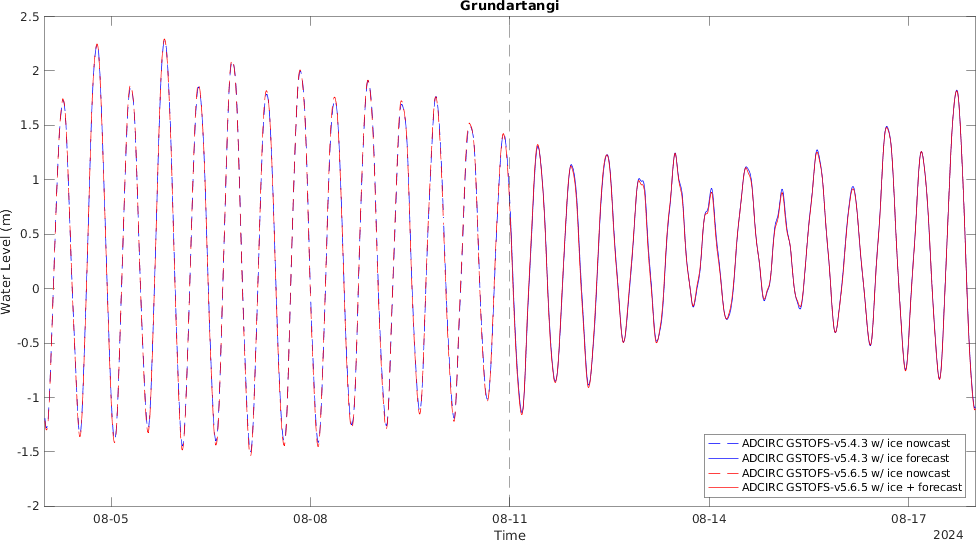 Grundartangi
2.5
2
1.5
1
0.5
0
-0.5
-1
-1.5
-2
Water Level (m)
ADCIRC GSTOFS-v5.4.3 w/ ice nowcast
ADCIRC GSTOFS-v5.4.3 w/ ice forecast
ADCIRC GSTOFS-v5.6.5 w/ ice nowcast
ADCIRC GSTOFS-v5.6.5 w/ ice + forecast
08-05 08-08 08-11 08-14 08-17
Time
2024